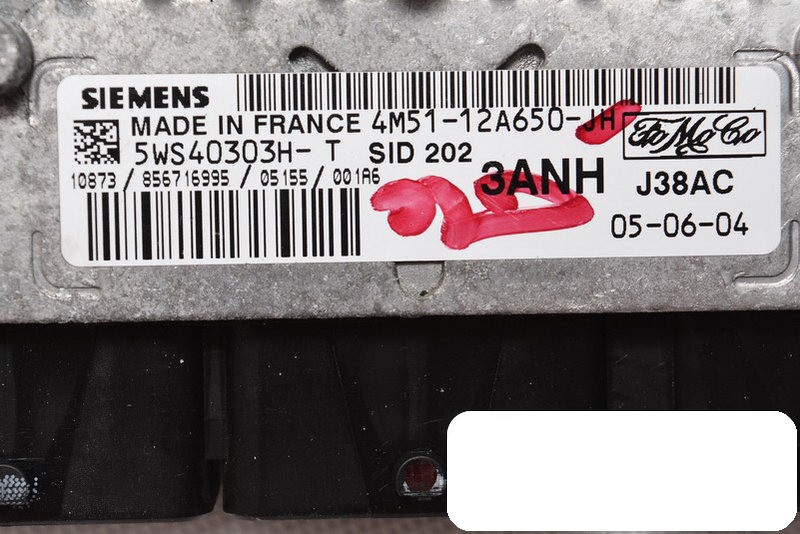 SIEMENS
MADE IN FRANCE 4M51-12A650-JH FoMoCo
5WS40303H- T SID 202
10873 / 856716995 / 05155 / 001A6 3ANH J38AC
05-06-04